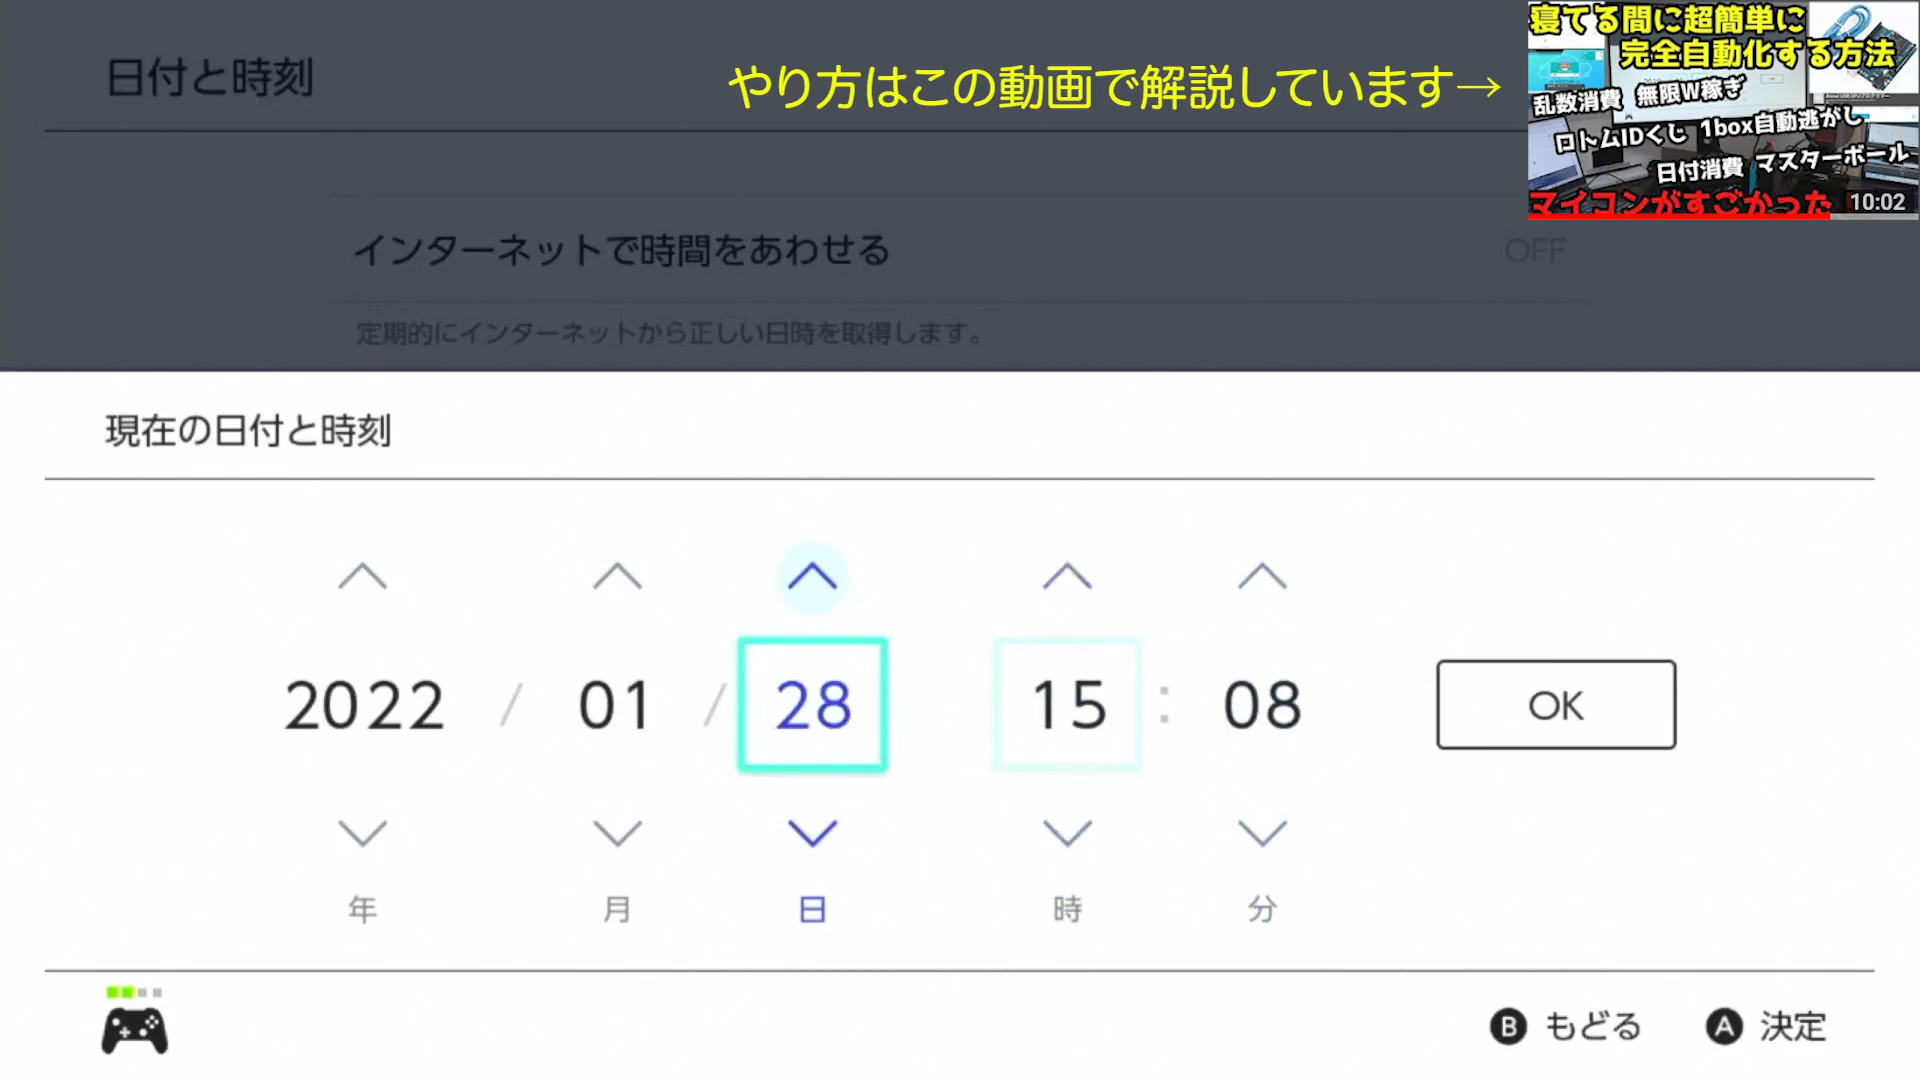 日付と時刻
やり方はこの動画で解説しています→
寝てる間に超簡単に
完全自動化する方法
乱数消費 無限W稼ぎ
ロトムIDくじ 1box自動逃がし
日付消費 マスターボール
マイコンがすごかった
10:02
インターネットで時間をあわせる OFF
定期的にインターネットから正しい日時を取得します。
現在の日付と時刻
2022 / 01 / 28 15 : 08 OK
年 月 日 時 分
B もどる A 決定